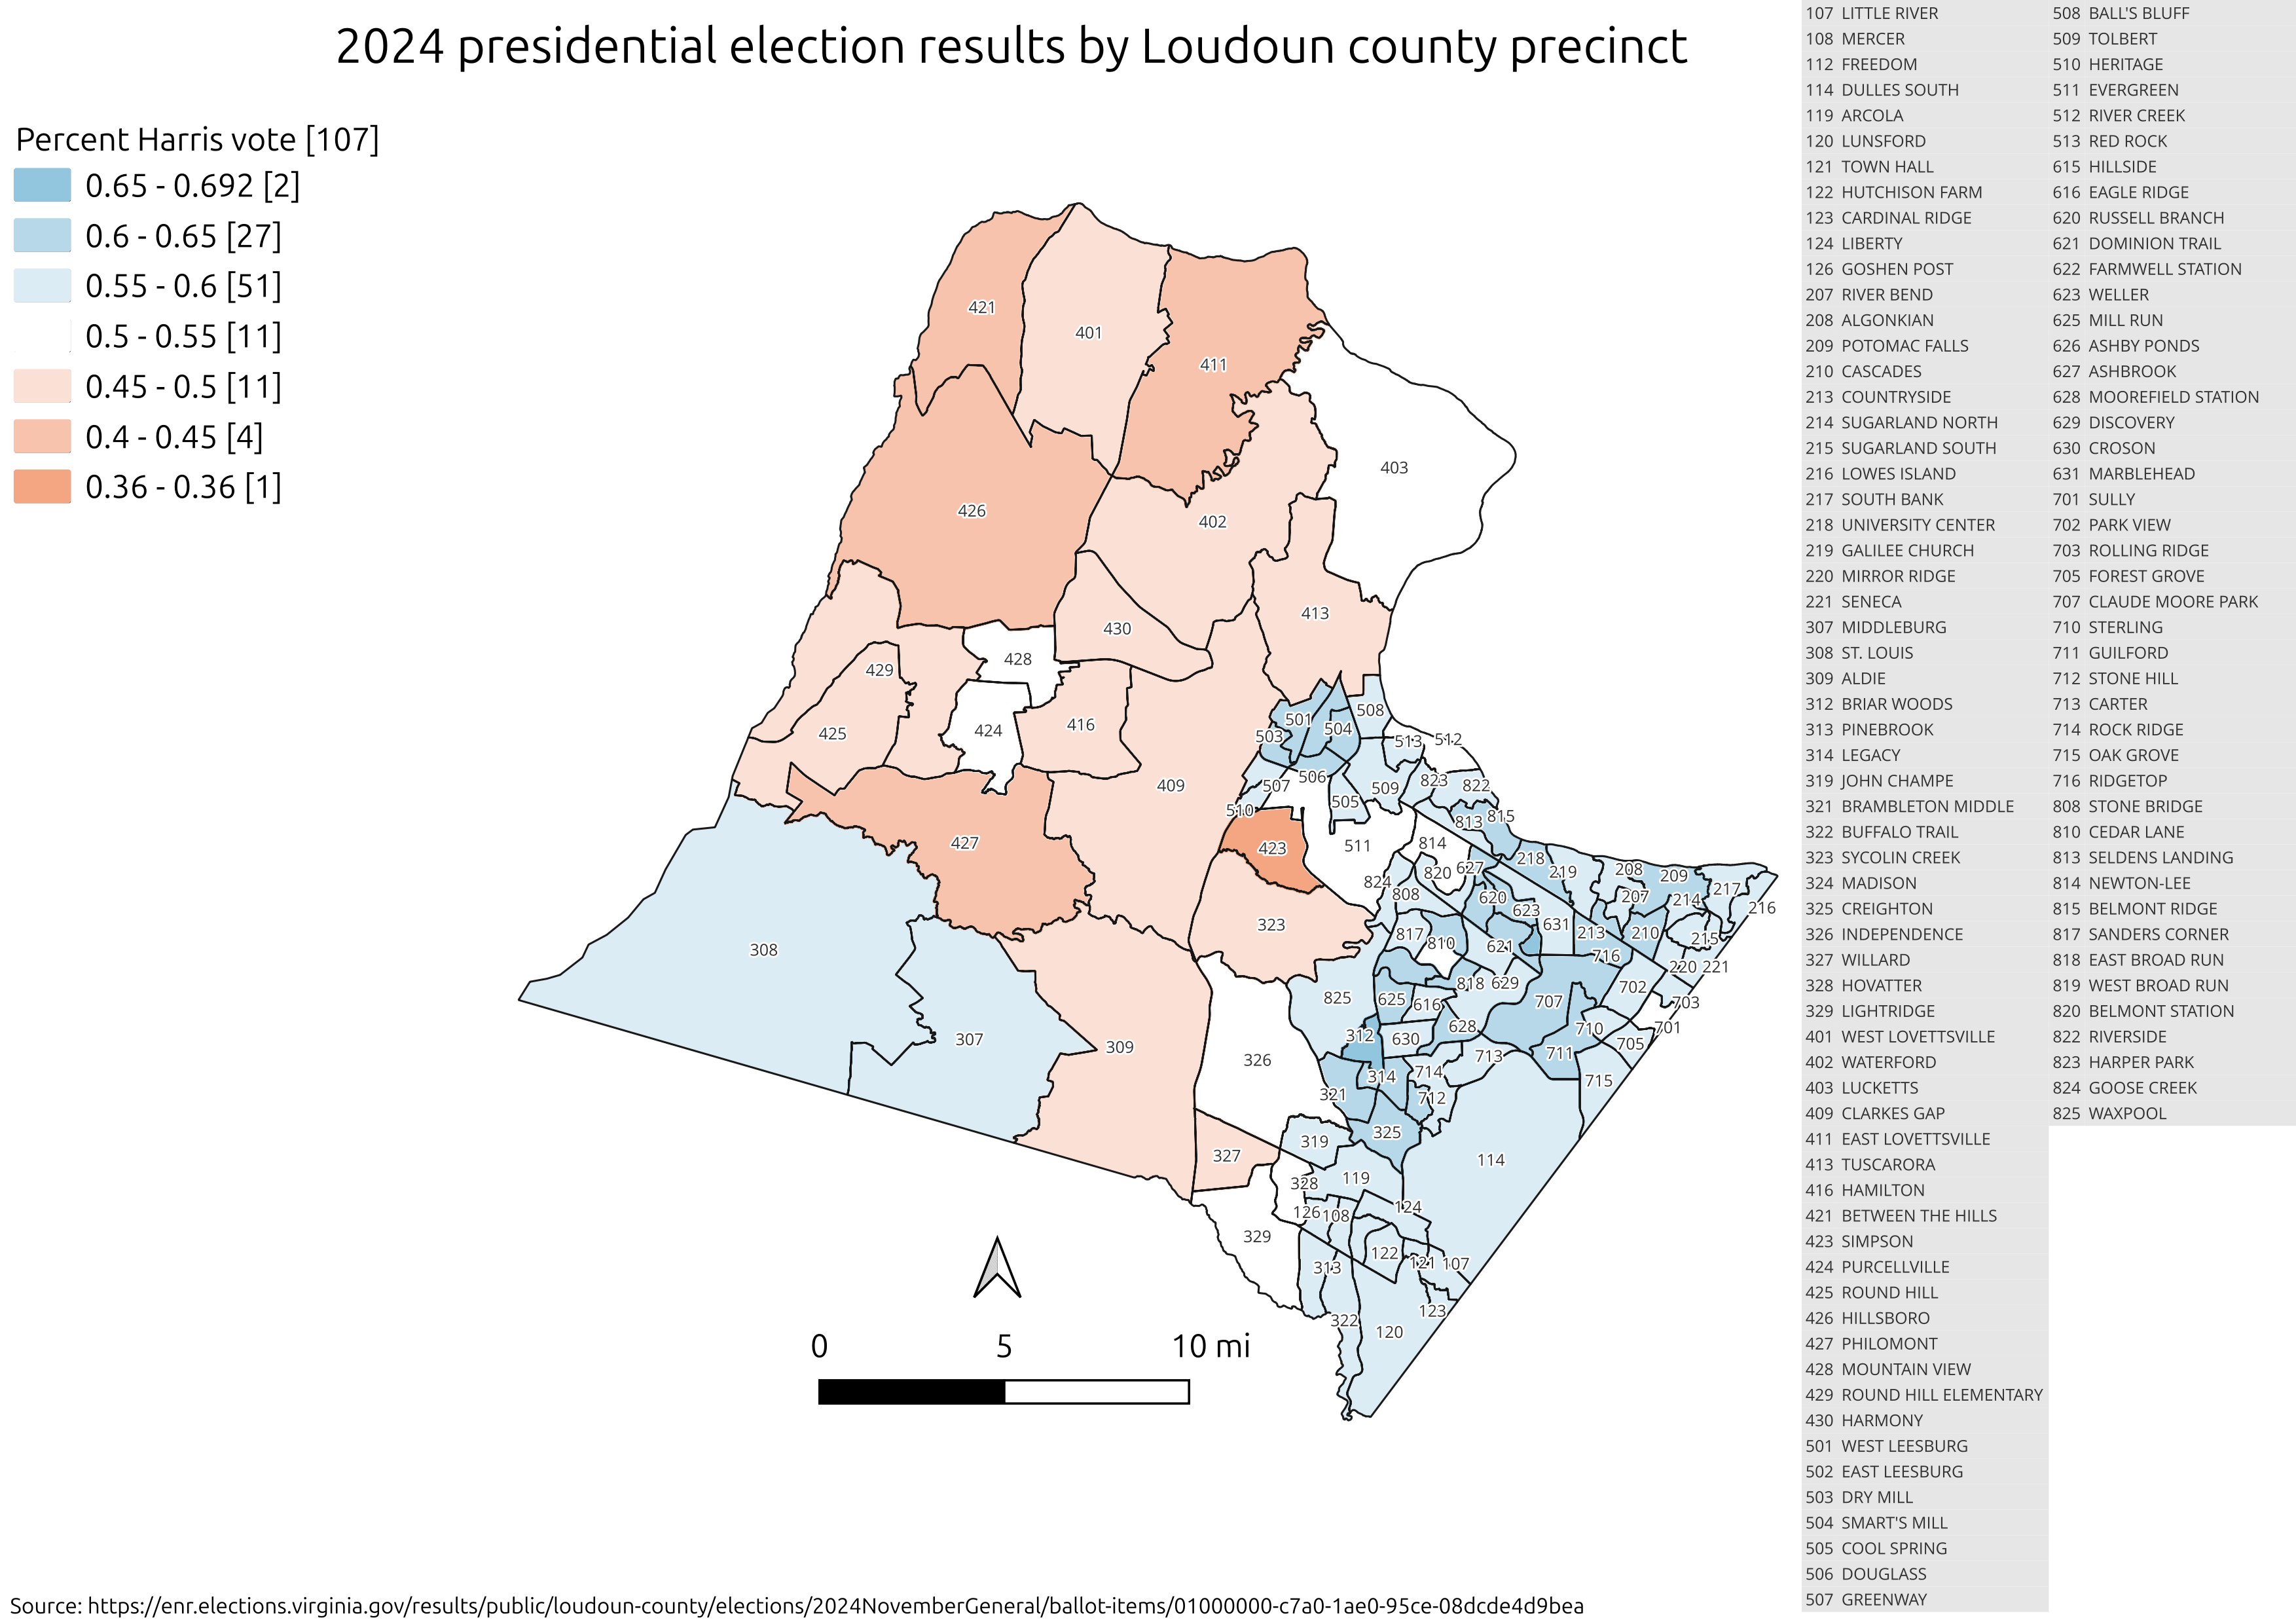 2024 presidential election results by Loudoun county precinct
Percent Harris vote [107]
0.65 - 0.692 [2]
0.6 - 0.65 [27]
0.55 - 0.6 [51]
0.5 - 0.55 [11]
0.45 - 0.5 [11]
0.4 - 0.45 [4]
0.36 - 0.36 [1]
421
401
411
403
426
402
413
430
428
429
424
416
425
409
427
423
323
308
307
309
326
327
329
501
503
504
508
513
512
506
507
505
509
823
822
510
511
813
815
814
820
627
218
219
208
209
217
216
824
808
620
623
207
214
817
810
621
631
213
210
215
716
220
221
825
625
616
818
629
707
702
703
312
630
628
710
701
705
713
711
715
314
714
321
712
325
319
114
119
328
124
126
108
122
121
107
313
123
322
120
0
5
10 mi
107 LITTLE RIVER
108 MERCER
112 FREEDOM
114 DULLES SOUTH
119 ARCOLA
120 LUNSFORD
121 TOWN HALL
122 HUTCHISON FARM
123 CARDINAL RIDGE
124 LIBERTY
126 GOSHEN POST
207 RIVER BEND
208 ALGONKIAN
209 POTOMAC FALLS
210 CASCADES
213 COUNTRYSIDE
214 SUGARLAND NORTH
215 SUGARLAND SOUTH
216 LOWES ISLAND
217 SOUTH BANK
218 UNIVERSITY CENTER
219 GALILEE CHURCH
220 MIRROR RIDGE
221 SENECA
307 MIDDLEBURG
308 ST. LOUIS
309 ALDIE
312 BRIAR WOODS
313 PINEBROOK
314 LEGACY
319 JOHN CHAMPE
321 BRAMBLETON MIDDLE
322 BUFFALO TRAIL
323 SYCOLIN CREEK
324 MADISON
325 CREIGHTON
326 INDEPENDENCE
327 WILLARD
328 HOVATTER
329 LIGHTRIDGE
401 WEST LOVETTSVILLE
402 WATERFORD
403 LUCKETTS
409 CLARKES GAP
411 EAST LOVETTSVILLE
413 TUSCARORA
416 HAMILTON
421 BETWEEN THE HILLS
423 SIMPSON
424 PURCELLVILLE
425 ROUND HILL
426 HILLSBORO
427 PHILOMONT
428 MOUNTAIN VIEW
429 ROUND HILL ELEMENTARY
430 HARMONY
501 WEST LEESBURG
502 EAST LEESBURG
503 DRY MILL
504 SMART'S MILL
505 COOL SPRING
506 DOUGLASS
507 GREENWAY
508 BALL'S BLUFF
509 TOLBERT
510 HERITAGE
511 EVERGREEN
512 RIVER CREEK
513 RED ROCK
615 HILLSIDE
616 EAGLE RIDGE
620 RUSSELL BRANCH
621 DOMINION TRAIL
622 FARMWELL STATION
623 WELLER
625 MILL RUN
626 ASHBY PONDS
627 ASHBROOK
628 MOOREFIELD STATION
629 DISCOVERY
630 CROSON
631 MARBLEHEAD
701 SULLY
702 PARK VIEW
703 ROLLING RIDGE
705 FOREST GROVE
707 CLAUDE MOORE PARK
710 STERLING
711 GUILFORD
712 STONE HILL
713 CARTER
714 ROCK RIDGE
715 OAK GROVE
716 RIDGETOP
808 STONE BRIDGE
810 CEDAR LANE
813 SELDENS LANDING
814 NEWTON-LEE
815 BELMONT RIDGE
817 SANDERS CORNER
818 EAST BROAD RUN
819 WEST BROAD RUN
820 BELMONT STATION
822 RIVERSIDE
823 HARPER PARK
824 GOOSE CREEK
825 WAXPOOL
Source: https://enr.elections.virginia.gov/results/public/loudoun-county/elections/2024NovemberGeneral/ballot-items/01000000-c7a0-1ae0-95ce-08dcde4d9bea